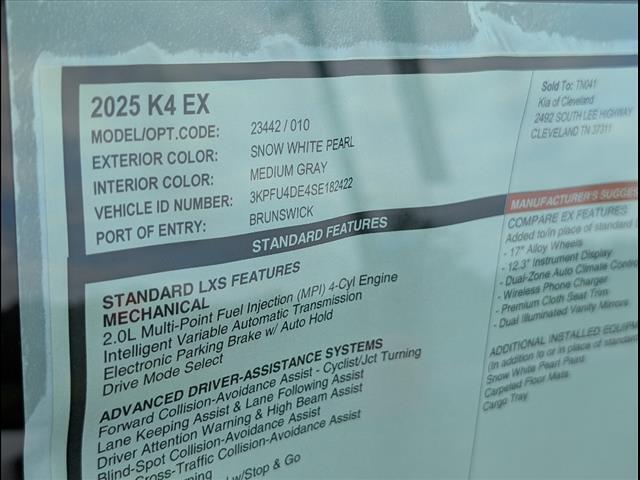 2025 K4 EX
MODEL/OPT.CODE: 23442 / 010
EXTERIOR COLOR: SNOW WHITE PEARL
INTERIOR COLOR: MEDIUM GRAY
VEHICLE ID NUMBER: 3KPFU4DE4SE182422
PORT OF ENTRY: BRUNSWICK
Sold To: TN041
Kia of Cleveland
2492 SOUTH LEE HIGHWAY
CLEVELAND TN 37311
STANDARD FEATURES
STANDARD LXS FEATURES
MECHANICAL
2.0L Multi-Point Fuel Injection (MPI) 4-Cyl Engine
Intelligent Variable Automatic Transmission
Electronic Parking Brake w/ Auto Hold
Drive Mode Select
ADVANCED DRIVER-ASSISTANCE SYSTEMS
Forward Collision-Avoidance Assist - Cyclist/Jct Turning
Lane Keeping Assist & Lane Following Assist
Driver Attention Warning & High Beam Assist
Blind-Spot Collision-Avoidance Assist
Cross-Traffic Collision-Avoidance Assist
Warning
w/Stop & Go
MANUFACTURER'S
COMPARE EX FEATURES
Added to/in place of standard
- 17" Alloy Wheels
- 12.3" Instrument Display
- Dual-Zone Auto Climate
- Wireless Phone Charger
- Premium Cloth Seat Trim
- Dual Illuminated Vanity Mirrors
ADDITIONAL INSTALLED
(In addition to or in place of
Snow White Pearl Paint
Carpeted Floor Mats
Cargo Tray